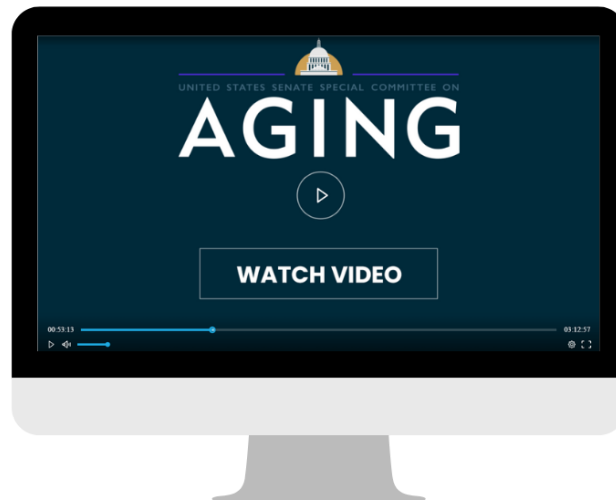 UNITED STATES SENATE SPECIAL COMMITTEE ON
AGING
WATCH VIDEO
00:53:13
03:12:57